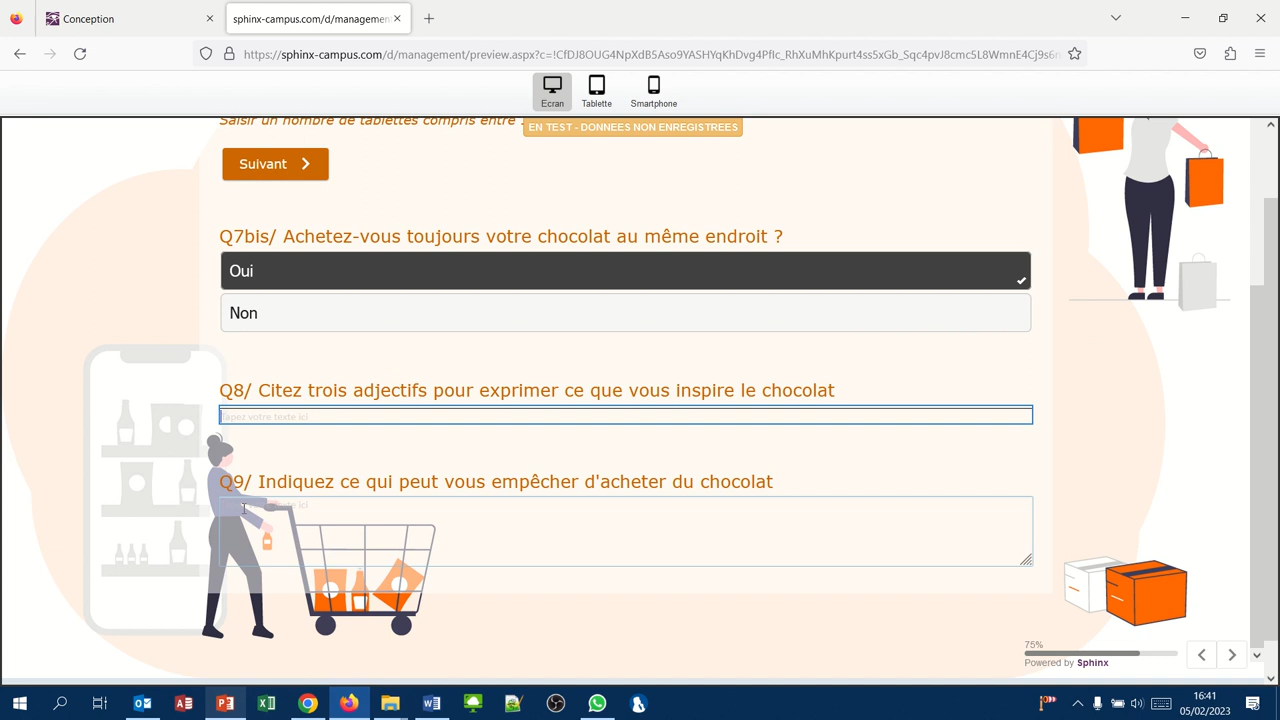 Conception
sphinx-campus.com/d/managemen
https://sphinx-campus.com/d/management/preview.aspx?c=!CfDJ8OUG4NpXdB5Aso9YASHYqKhDvg4Pflc_RhXuMhKpurt4ss5xGb_Sqc4pvJ8cmc5L8WmnE4Cj9s6n
Ecran
Tablette
Smartphone
Saisir un nombre de tablettes compris entre
EN TEST - DONNEES NON ENREGISTREES
Suivant
Q7bis/ Achetez-vous toujours votre chocolat au même endroit ?
Oui
Non
Q8/ Citez trois adjectifs pour exprimer ce que vous inspire le chocolat
Tapez votre texte ici
Q9/ Indiquez ce qui peut vous empêcher d'acheter du chocolat
texte ici
75%
Powered by Sphinx
16:41
05/02/2023